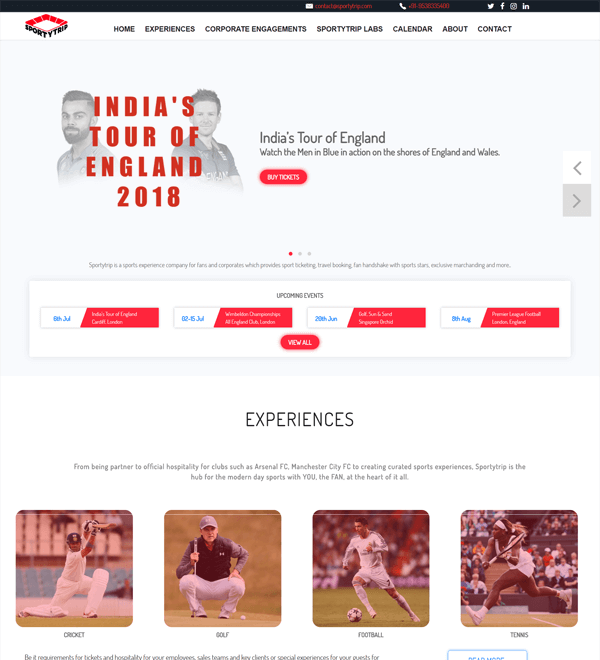 contact@sportytrip.com
SPORTYTRIP
HOME EXPERIENCES CORPORATE ENGAGEMENTS SPORTYTRIP LABS CALENDAR ABOUT CONTACT
INDIA'S
TOUR OF
ENGLAND
2018
India's Tour of England
Watch the Men in Blue in action on the shores of England and Wales.
BUY TICKETS
Sportytrip is a sports experience company for fans and corporates which provides sport ticketing, travel booking, fan handshake with sports stars, exclusive marchanding and more..
UPCOMING EVENTS
6th Jul India's Tour of England
Cardiff, London
02-15 Jul Wimbledon Championships
All England Club, London
29th Jun Golf, Sun & Sand
Singapore Orchid
9th Aug Premier League Football
London, England
VIEW ALL
EXPERIENCES
From being partner to official hospitality for clubs such as Arsenal FC, Manchester City FC to creating curated sports experiences, Sportytrip is the
hub for the modern day sports with YOU, the FAN, at the heart of it all.
CRICKET GOLF FOOTBALL TENNIS
Be it requirements for tickets and hospitality for your employees, sales teams and key clients or special experiences for your guests for
READ MORE